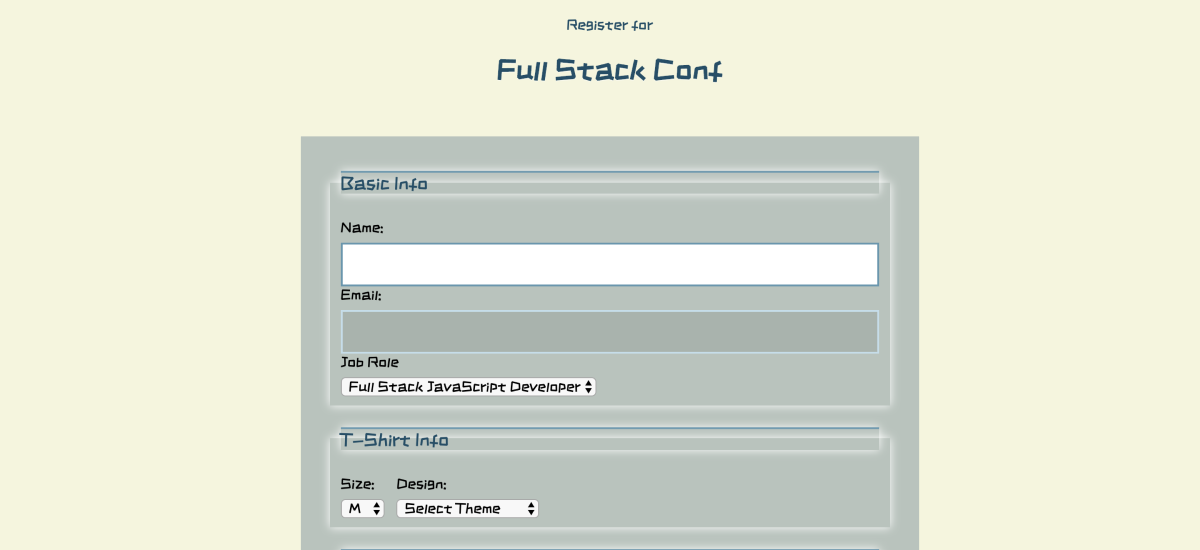 Register for
Full Stack Conf
Basic Info
Name:
Email:
Job Role
Full Stack JavaScript Developer
T-Shirt Info
Size: Design:
M Select Theme